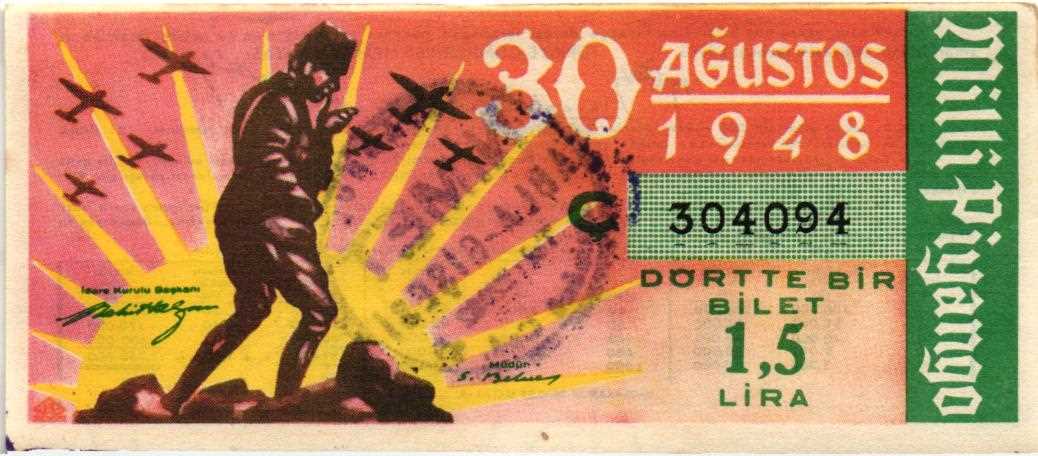 30 AĞUSTOS
1948
Ç 304094
DÖRTTE BİR
BİLET
1,5
LİRA
Milli Piyango
İdare Kurulu Başkanı
Müdür